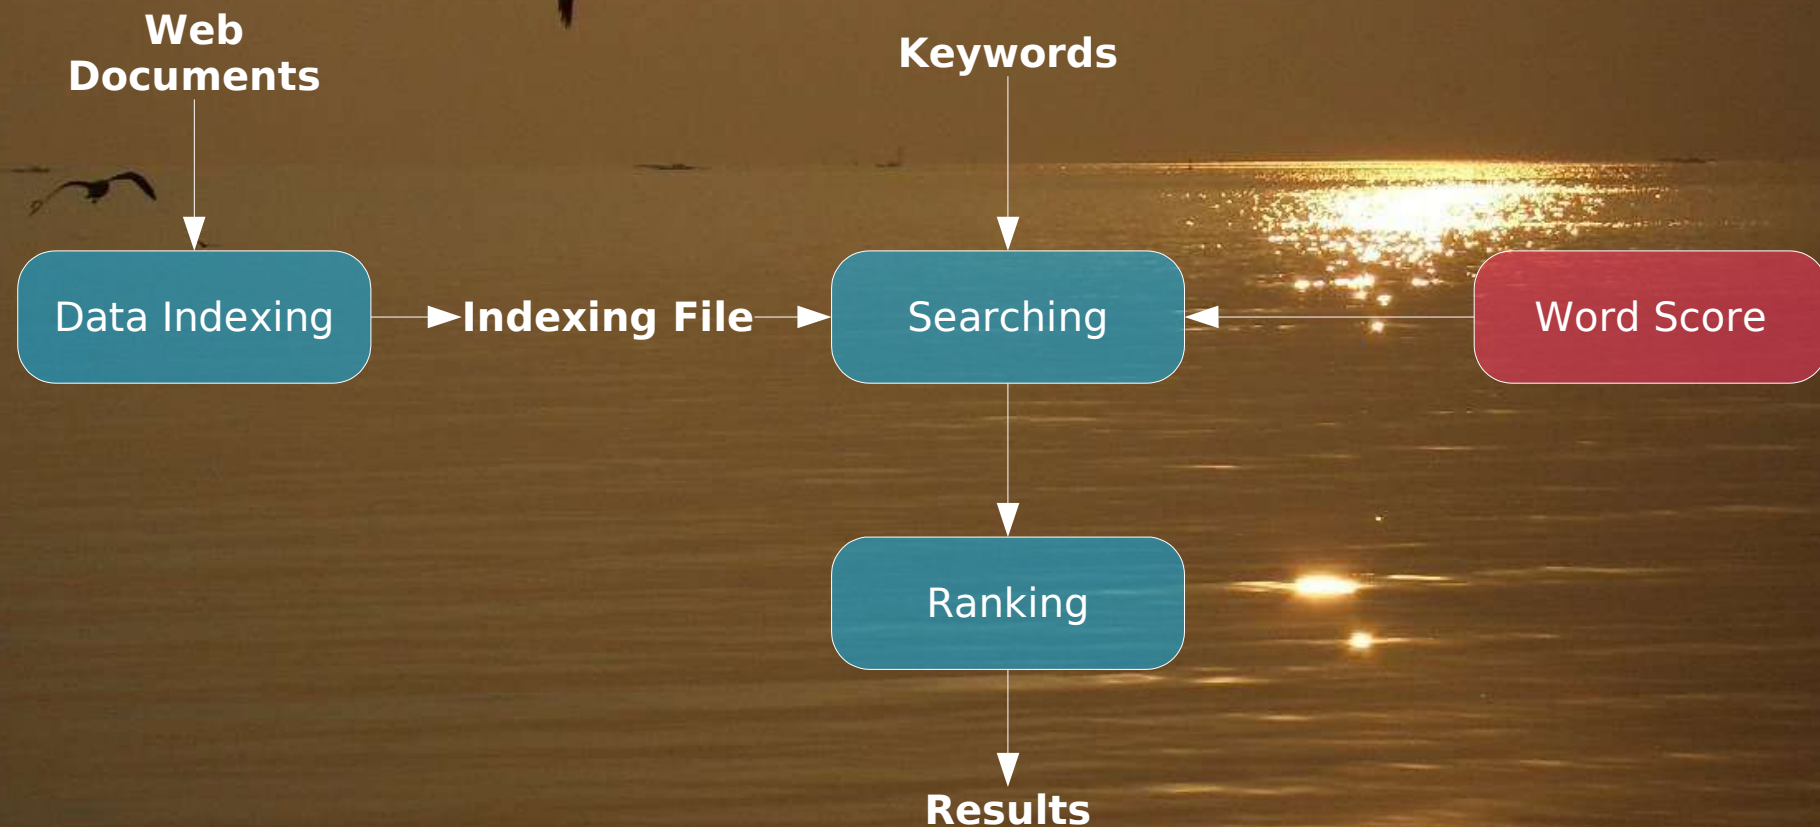 Web
Documents
Keywords
Data Indexing
Indexing File
Searching
Word Score
Ranking
Results